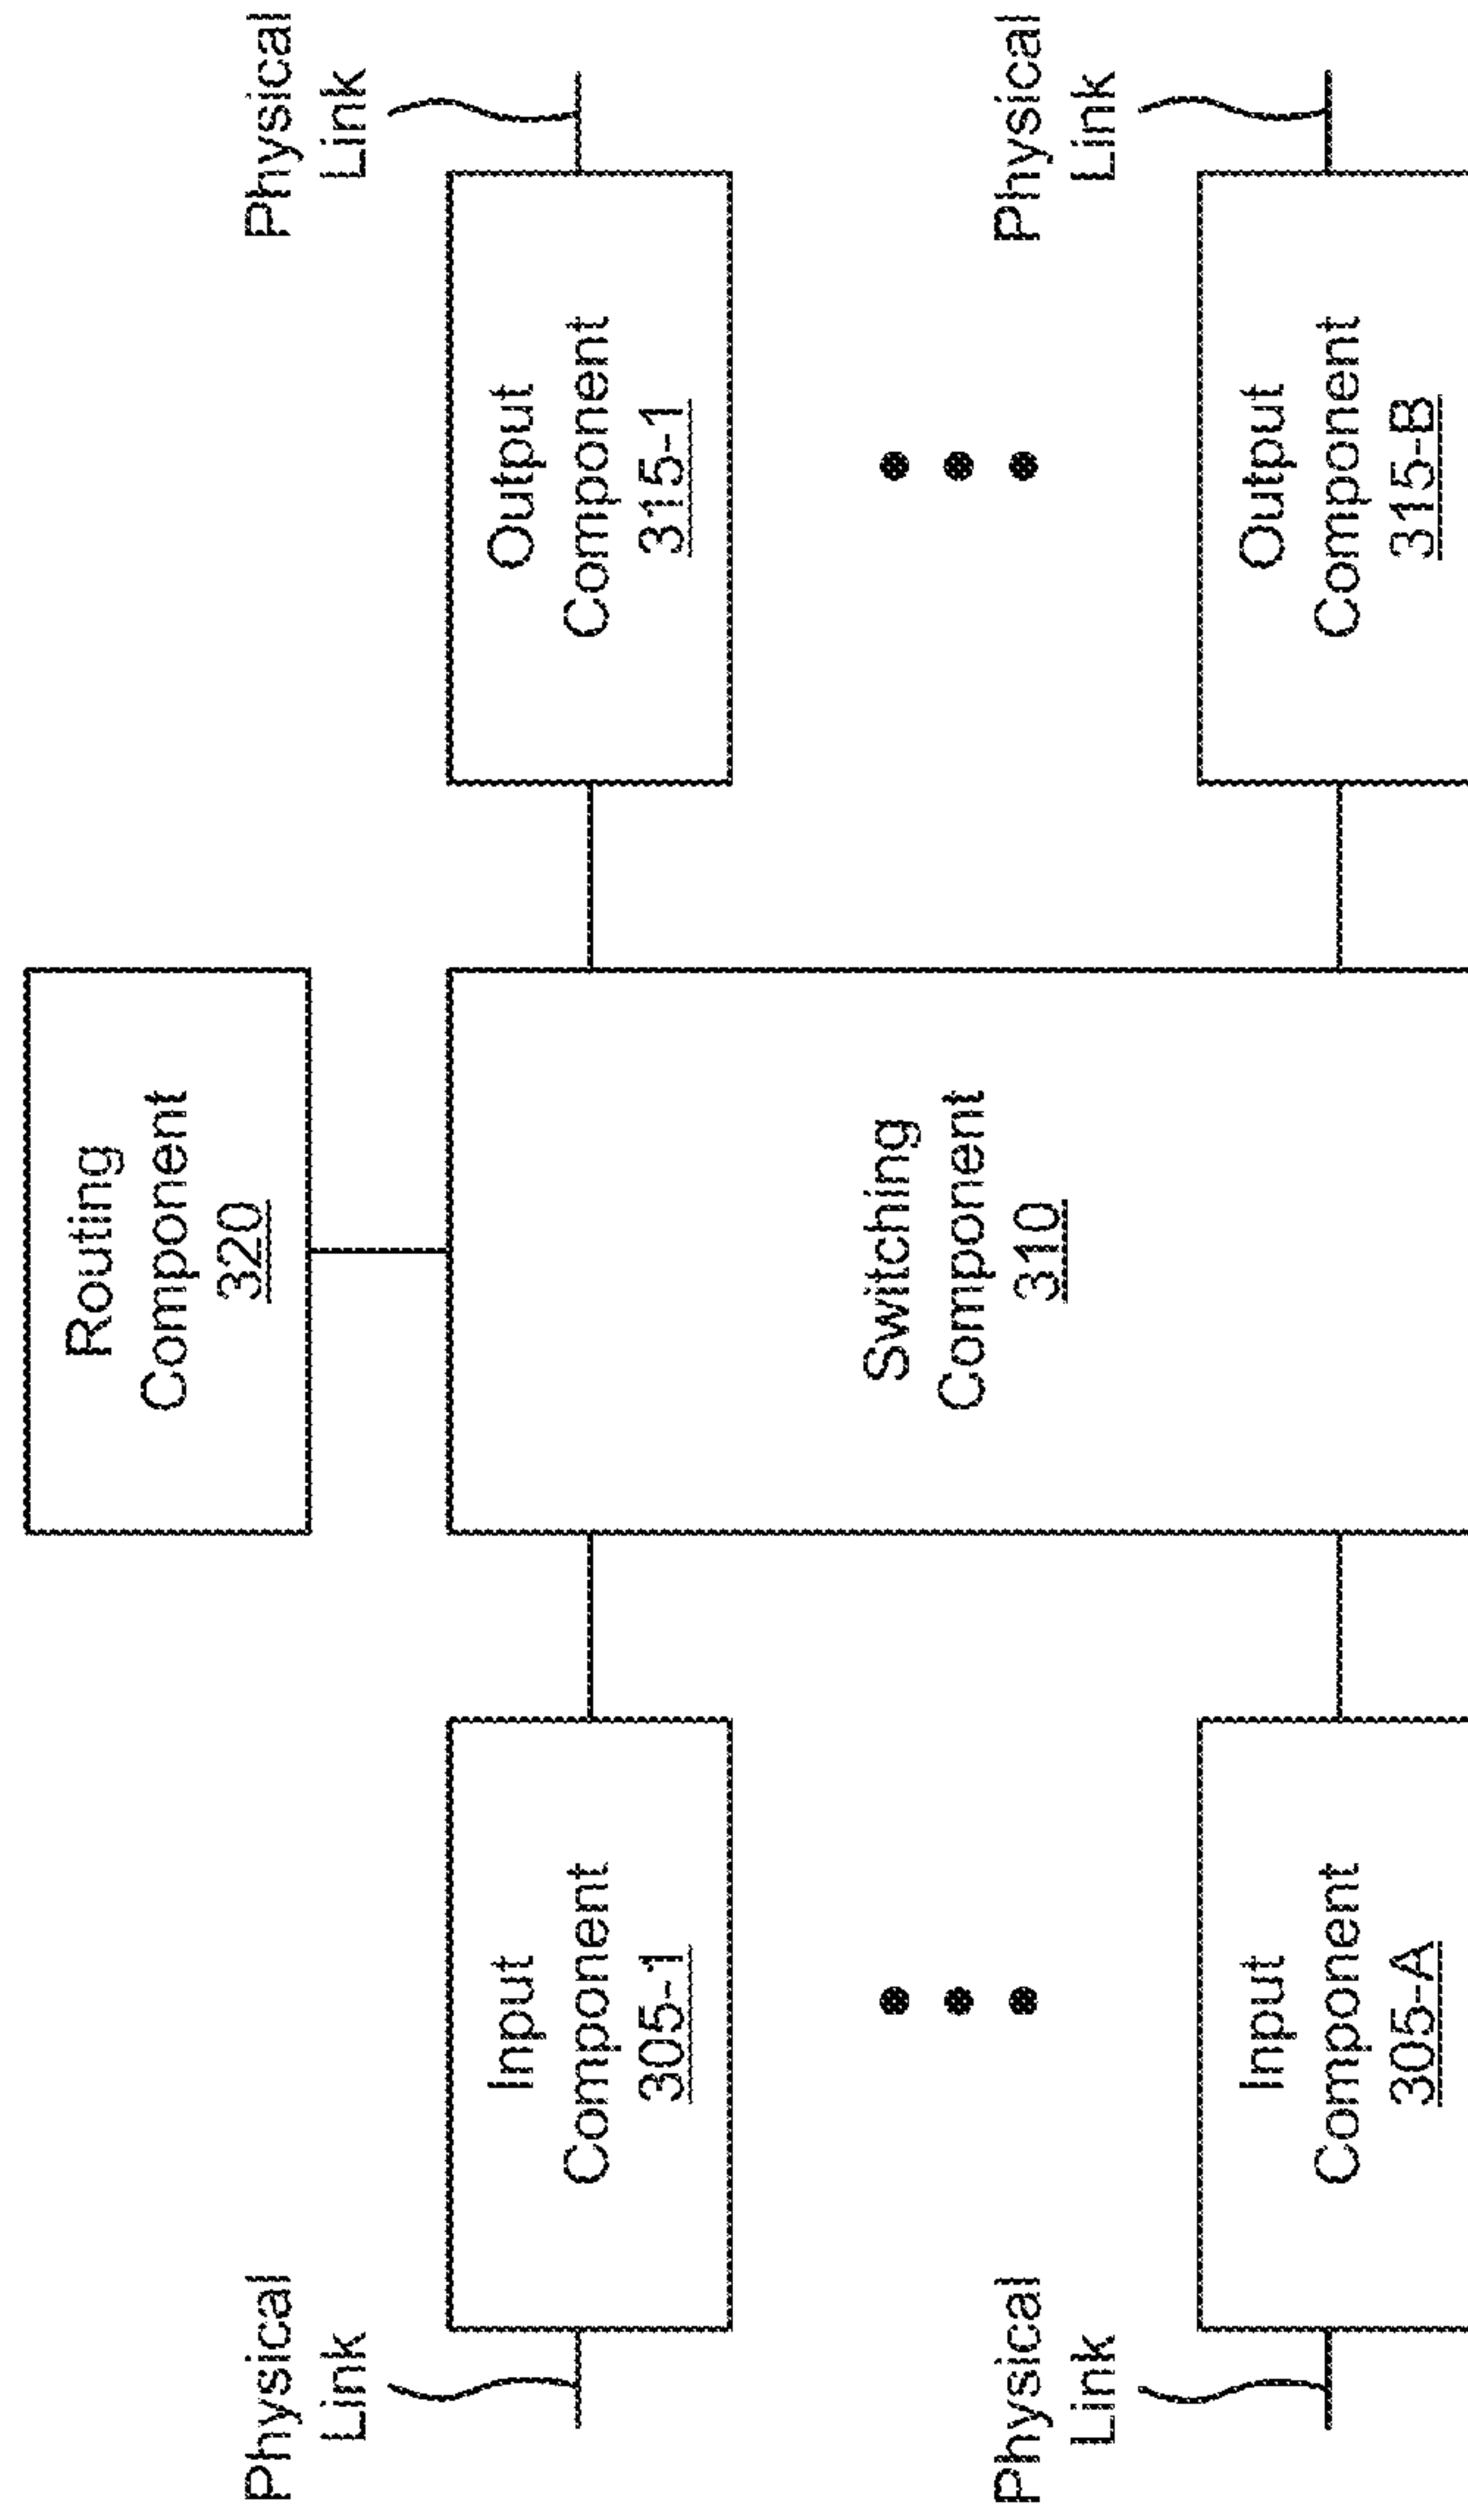 Routing
Component
320
Physical
Link
Input
Component
305-1
Switching
Component
310
Output
Component
315-1
Physical
Link
Physical
Link
Input
Component
305-A
Output
Component
315-B
Physical
Link